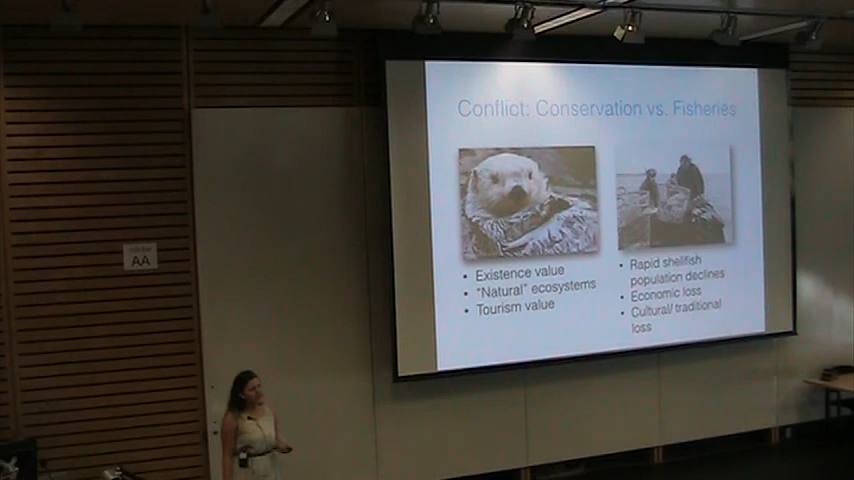 Conflict: Conservation vs. Fisheries
• Existence value
• "Natural" ecosystems
• Tourism value
• Rapid shellfish
population declines
• Economic loss
• Cultural/ traditional
loss
AA